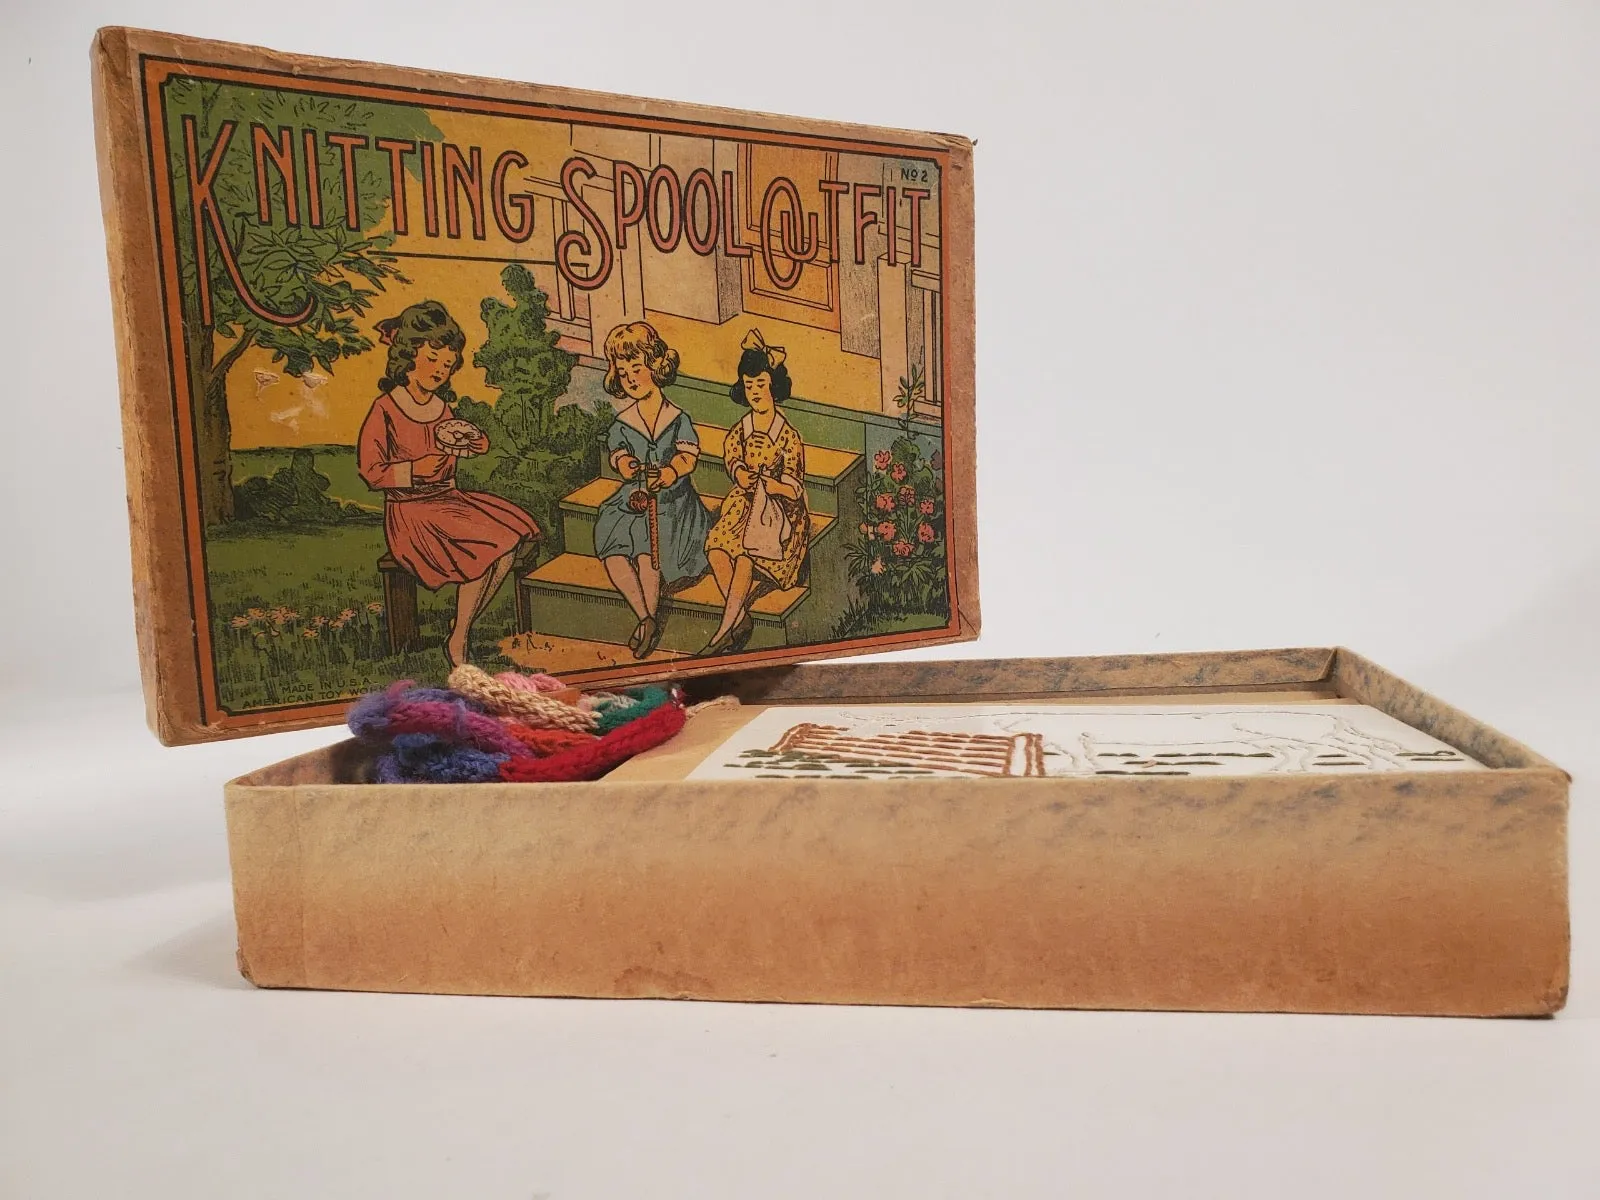 KNITTING SPOOL OUTFIT
Nº 2
MADE IN U.S.A.
AMERICAN TOY